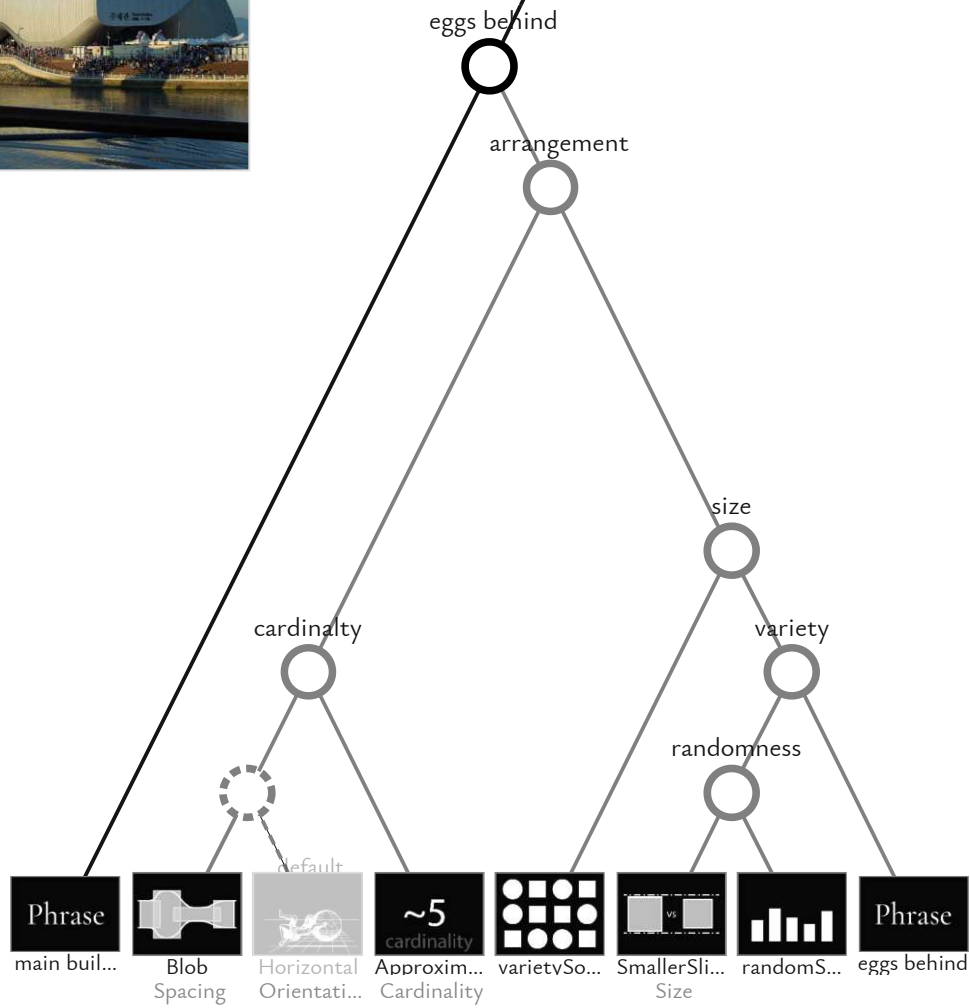 eggs behind
arrangement
size
cardinalty
variety
randomness
default
Phrase
vs
~5
cardinality
Phrase
main buil...
Blob
Spacing
Horizontal
Orientati...
Approxim...
Cardinality
varietySo...
SmallerSli...
Size
randomS...
eggs behind